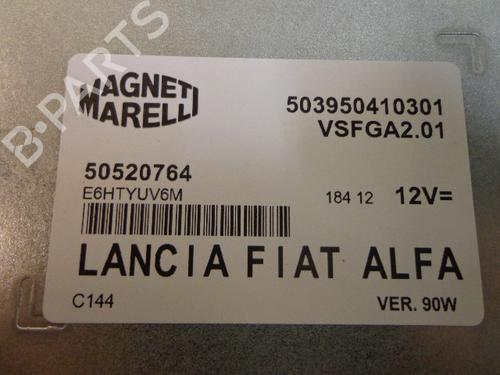 MAGNETI
MARELLI
503950410301
VSFGA2.01
50520764
E6HTYUV6M
184 12
12V=
LANCIA FIAT ALFA
C144
VER. 90W
B-PARTS